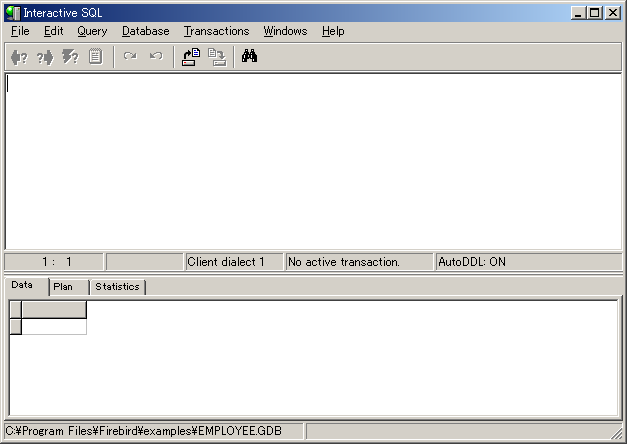 Interactive SQL
File Edit Query Database Transactions Windows Help
1 : 1 Client dialect 1 No active transaction. AutoDDL: ON
Data Plan Statistics
C:¥Program Files¥Firebird¥examples¥EMPLOYEE.GDB